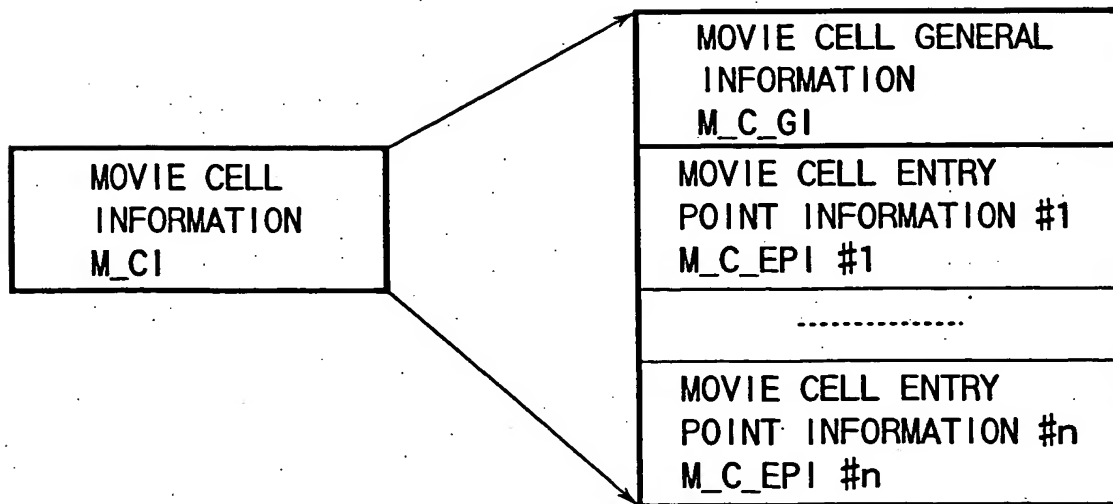 MOVIE CELL
INFORMATION
M_CI
MOVIE CELL GENERAL
INFORMATION
M_C_GI
MOVIE CELL ENTRY
POINT INFORMATION #1
M_C_EPI #1
...............
MOVIE CELL ENTRY
POINT INFORMATION #n
M_C_EPI #n